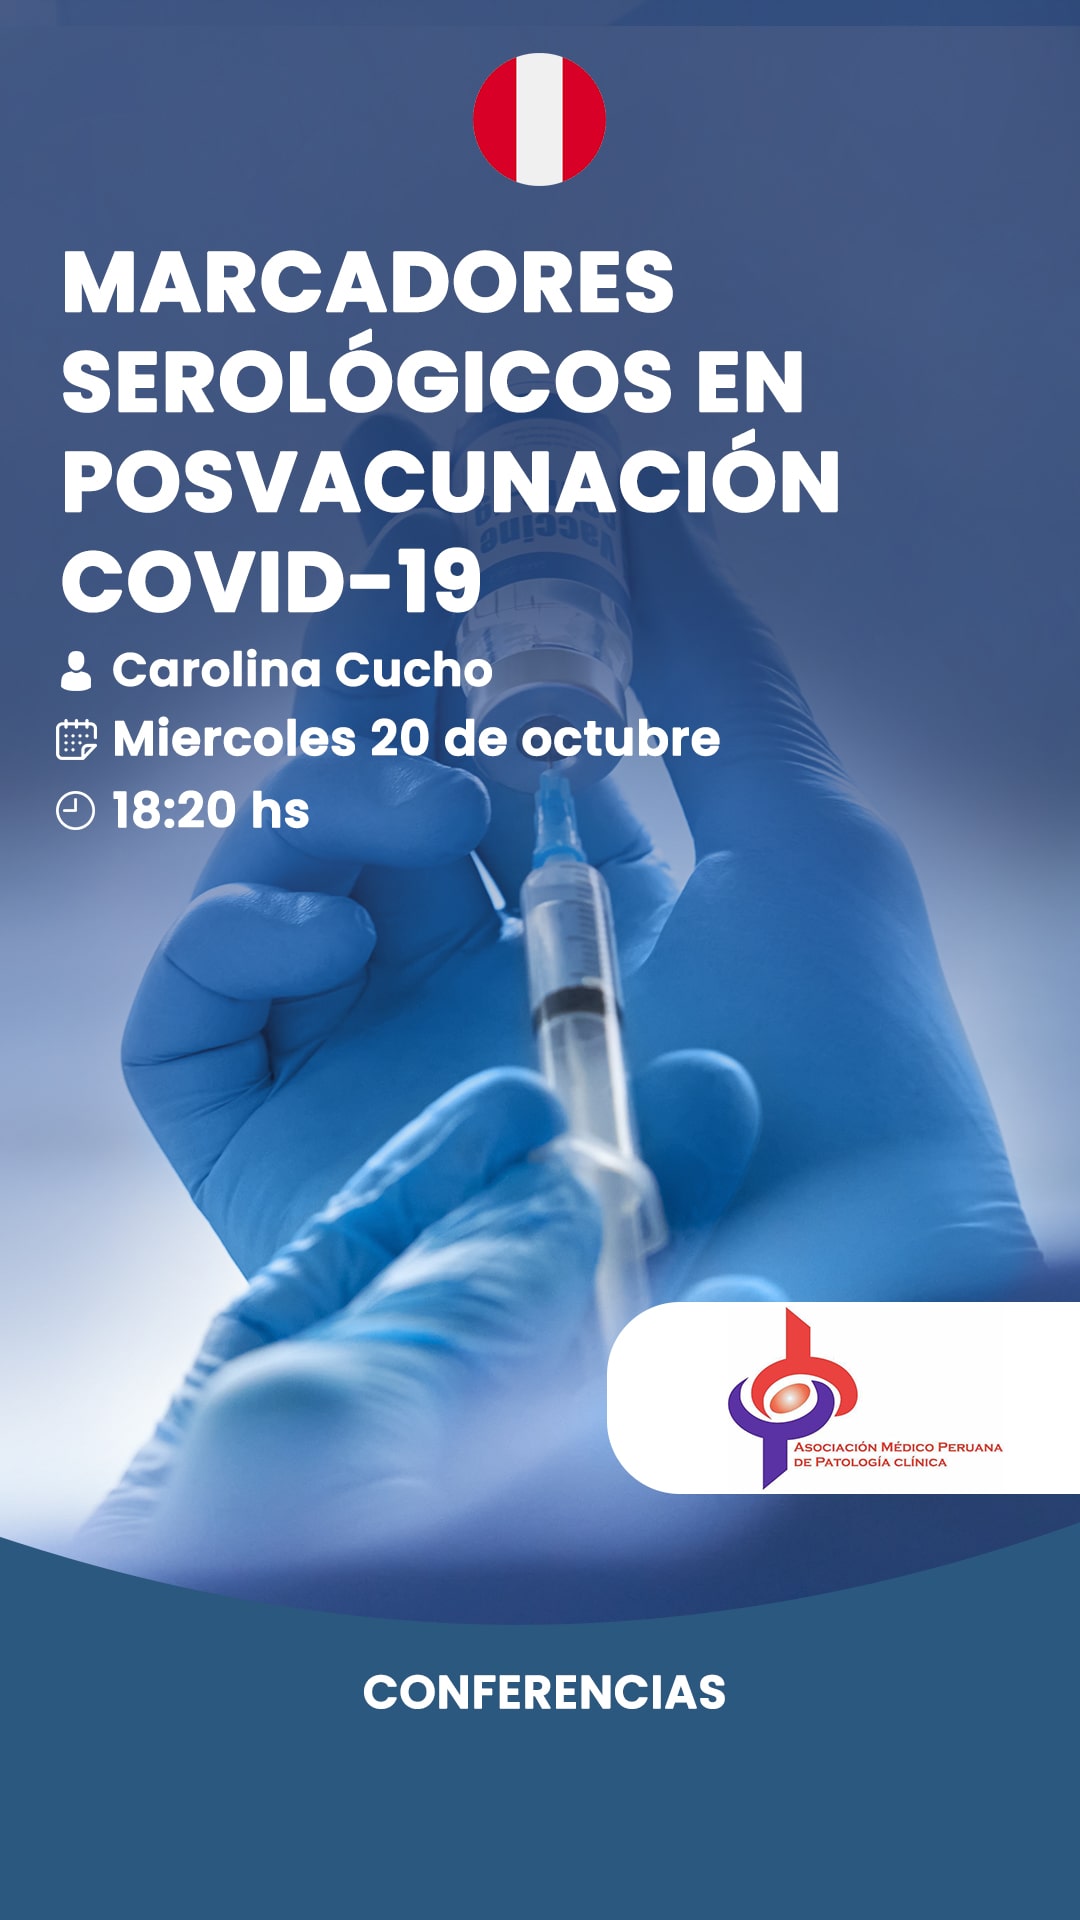 MARCADORES
SEROLÓGICOS EN
POSVACUNACIÓN
COVID-19
Carolina Cucho
Miercoles 20 de octubre
18:20 hs
Vaccine
ASOCIACIÓN MÉDICO PERUANA
DE PATOLOGÍA CLÍNICA
CONFERENCIAS